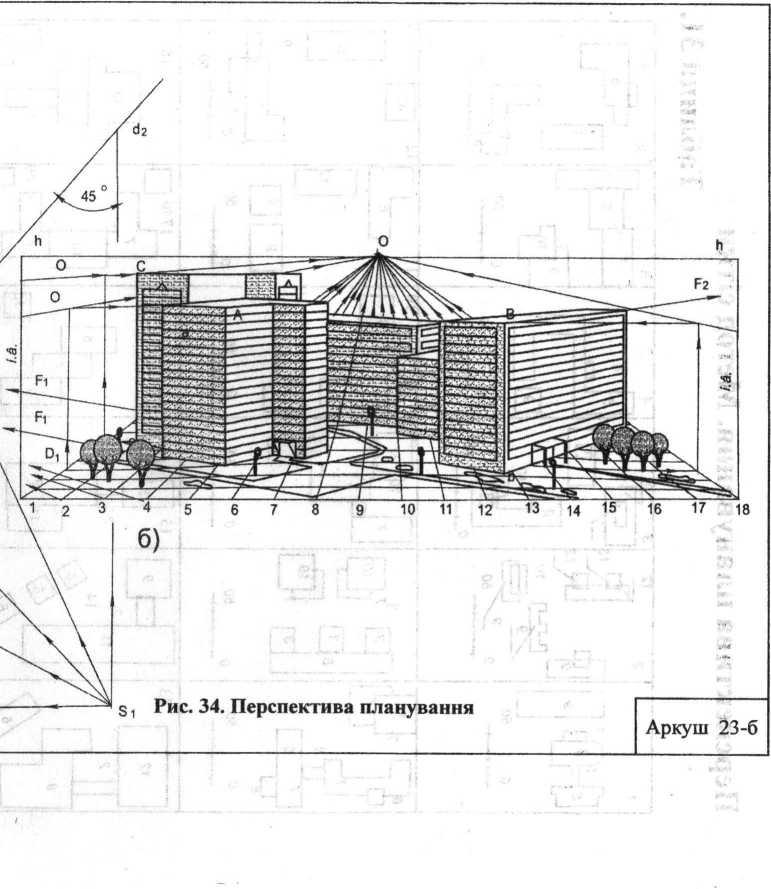 d2
45°
h O h
O C
O F2
A B
a
і.â. і.â.
F1
F1
D1
n
1 2 3 4 5 6 7 8 9 10 11 12 13 14 15 16 17 18
б)
S1
Рис. 34. Перспектива планування
Аркуш 23-б